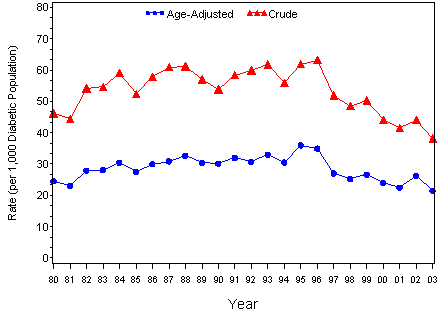 Age-Adjusted Crude
80
70
60
50
40
30
20
10
0
Rate (per 1,000 Diabetic Population)
80 81 82 83 84 85 86 87 88 89 90 91 92 93 94 95 96 97 98 99 00 01 02 03
Year